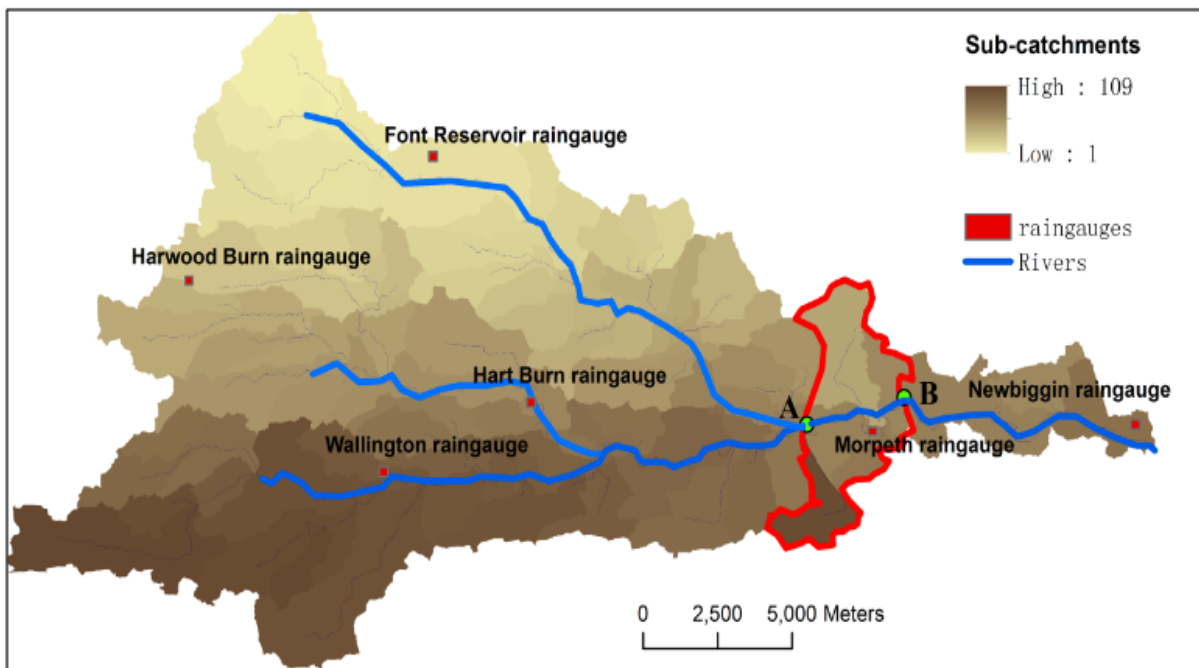 Sub-catchments
High : 109
Low : 1
raingauges
Rivers
Font Reservoir raingauge
Harwood Burn raingauge
Hart Burn raingauge
Wallington raingauge
A
B
Newbiggin raingauge
Morpeth raingauge
0 2,500 5,000 Meters